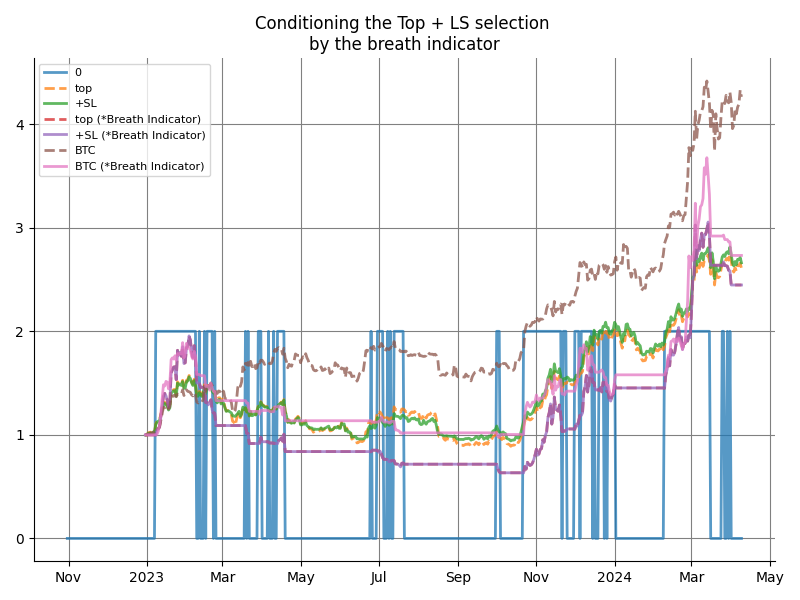 Conditioning the Top + LS selection
by the breath indicator
0
top
+SL
top (*Breath Indicator)
+SL (*Breath Indicator)
BTC
BTC (*Breath Indicator)
4
3
2
1
0
Nov
2023
Mar
May
Jul
Sep
Nov
2024
Mar
May